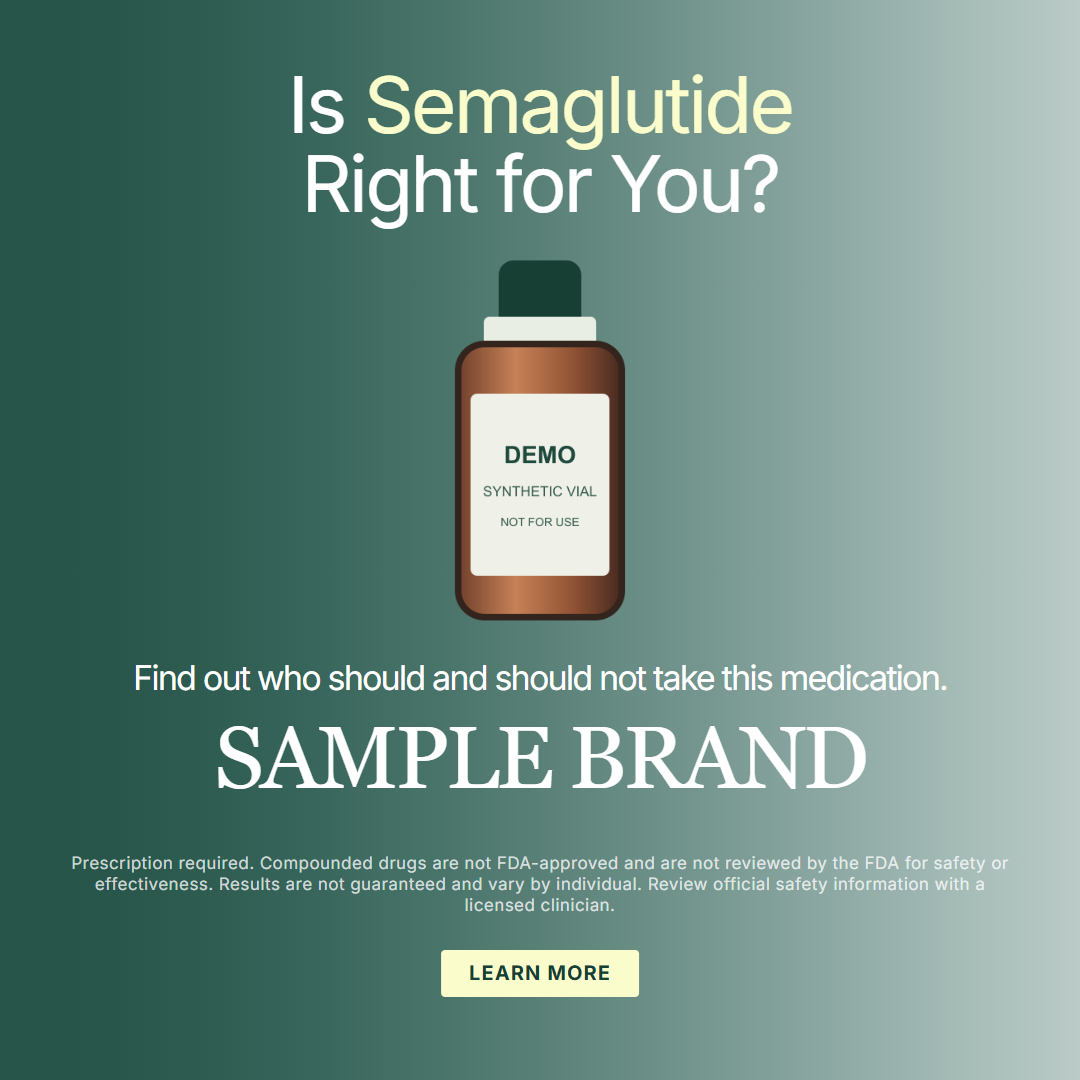 Is Semaglutide
Right for You?
DEMO
SYNTHETIC VIAL
NOT FOR USE
Find out who should and should not take this medication.
SAMPLE BRAND
Prescription required. Compounded drugs are not FDA-approved and are not reviewed by the FDA for safety or
effectiveness. Results are not guaranteed and vary by individual. Review official safety information with a
licensed clinician.
LEARN MORE